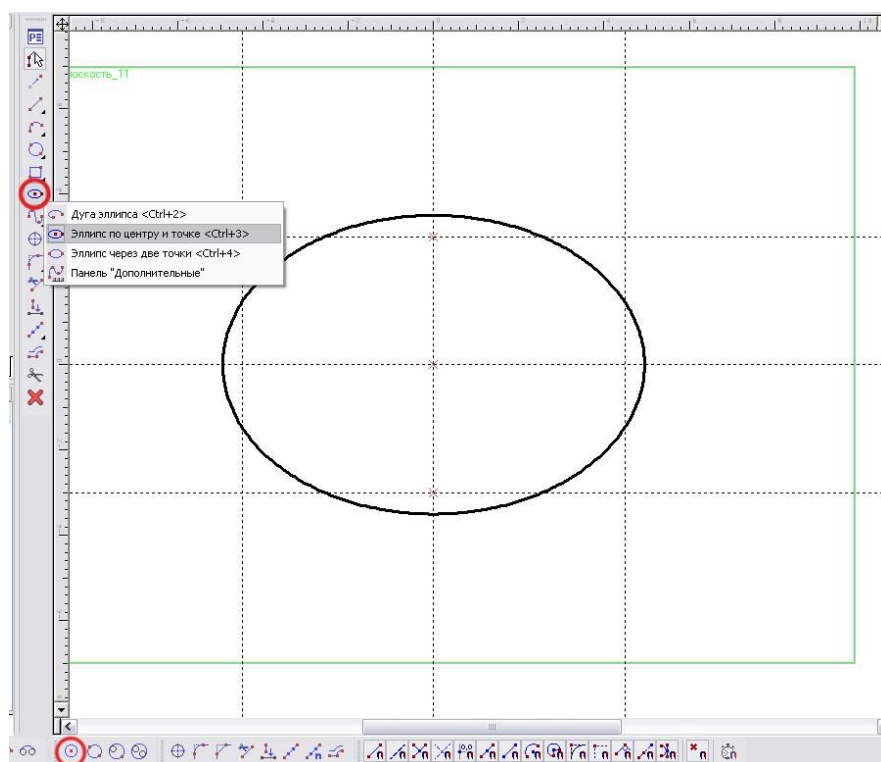 PE
лоскость_11
Дуга эллипса <Ctrl+2>
Эллипс по центру и точке <Ctrl+3>
Эллипс через две точки <Ctrl+4>
Панель "Дополнительные"